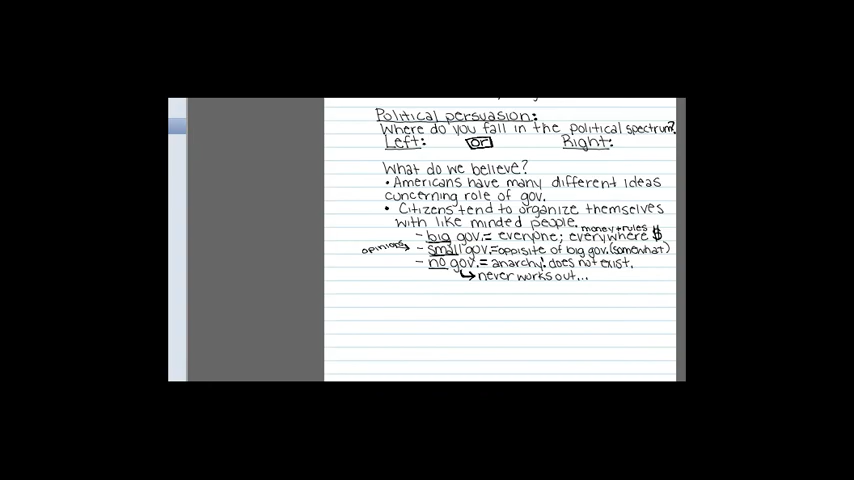 Political persuasion:
Where do you fall in the political spectrum?
Left: or Right:
What do we believe?
• Americans have many different ideas
cuncerning role of gov.
• Citizens tend to organize themselves
with like minded people.
money + rules
- big gov. = everyone; everywhere $
opinions → - small gov. = opposite of big gov. (somewhat)
- no gov. = anarchy: does not exist.
↳ never works out...